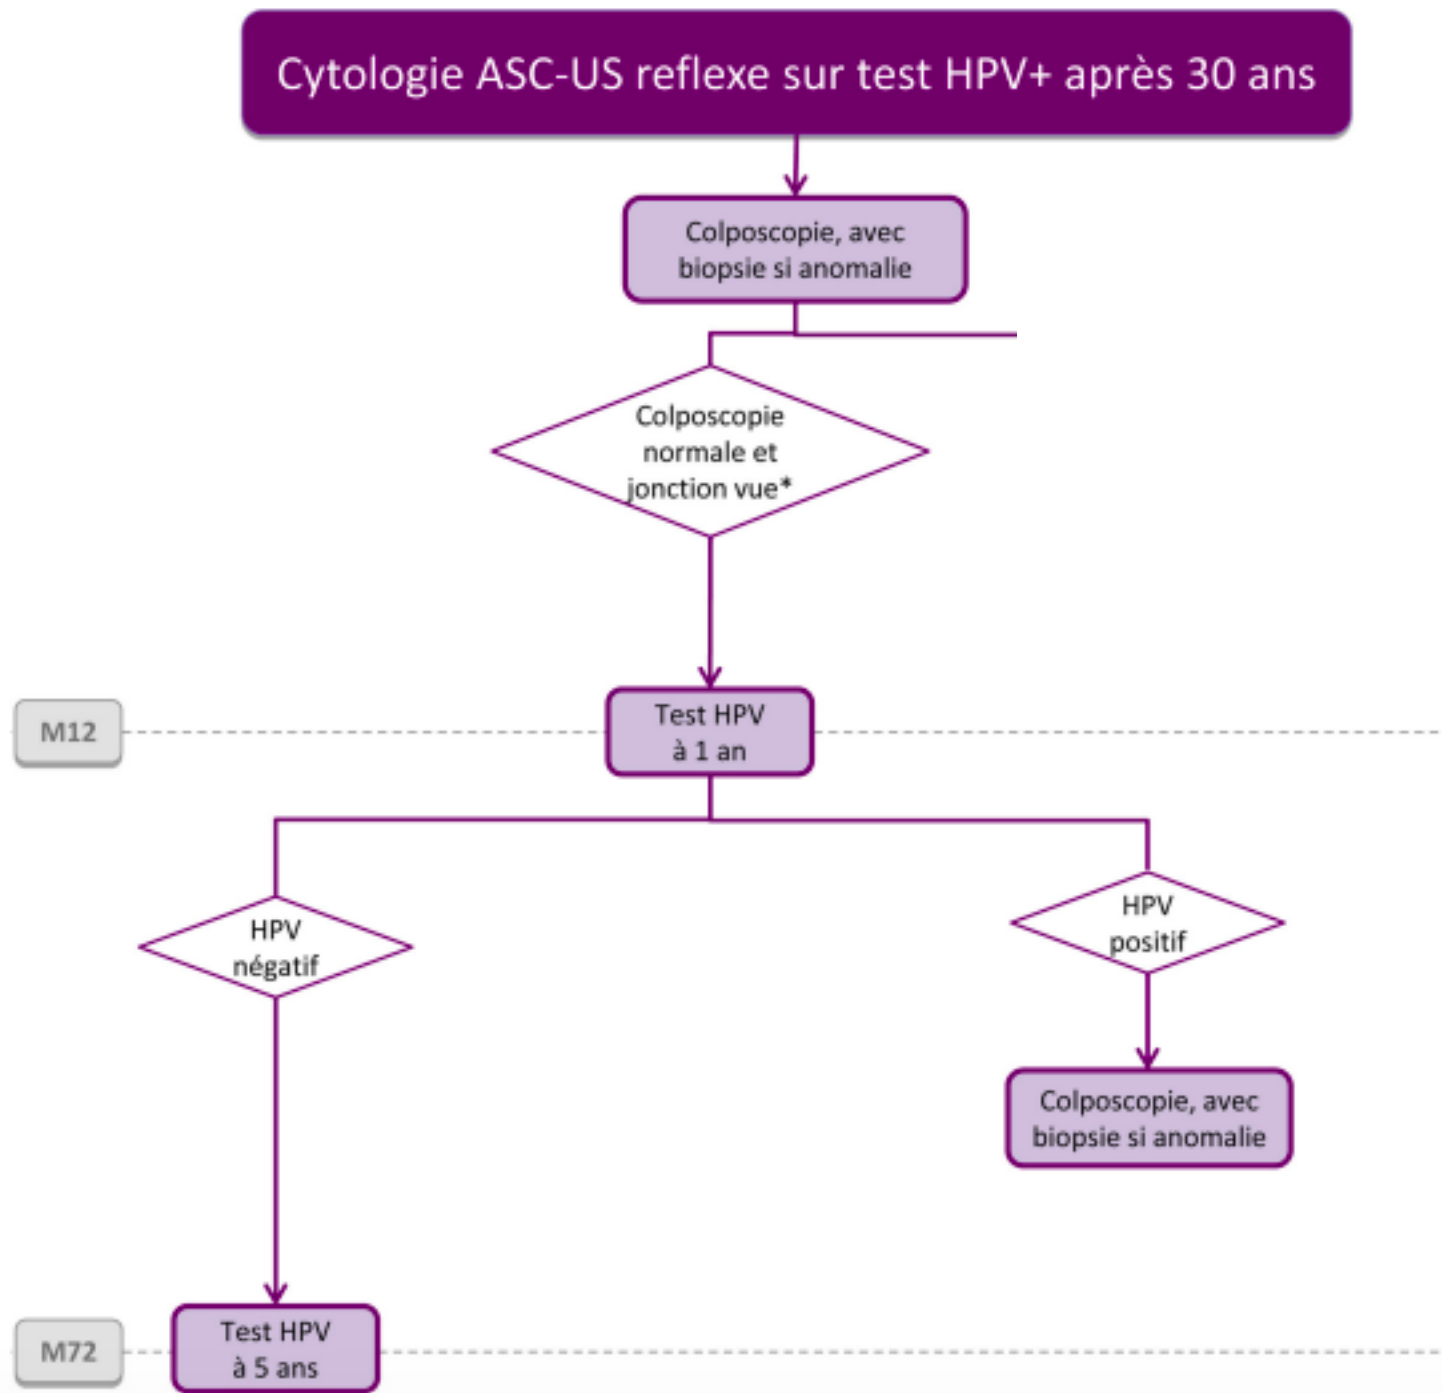 Cytologie ASC-US reflexe sur test HPV+ après 30 ans
Colposcopie, avec
biopsie si anomalie
Colposcopie
normale et
jonction vue*
M12
Test HPV
à 1 an
HPV
négatif
HPV
positif
Colposcopie, avec
biopsie si anomalie
M72
Test HPV
à 5 ans